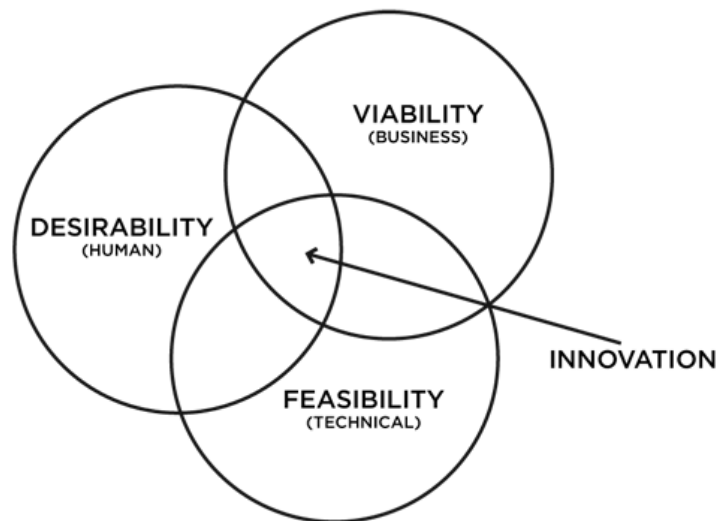 VIABILITY
(BUSINESS)
DESIRABILITY
(HUMAN)
INNOVATION
FEASIBILITY
(TECHNICAL)